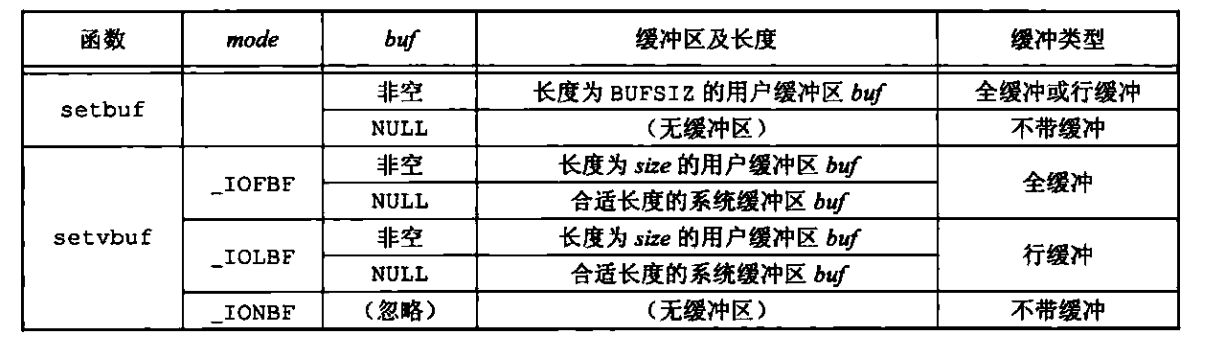 函数 mode buf 缓冲区及长度 缓冲类型
setbuf 非空 长度为 BUFSIZ 的用户缓冲区 buf 全缓冲或行缓冲
NULL （无缓冲区） 不带缓冲
setvbuf _IOFBF 非空 长度为 size 的用户缓冲区 buf 全缓冲
NULL 合适长度的系统缓冲区 buf
_IOLBF 非空 长度为 size 的用户缓冲区 buf 行缓冲
NULL 合适长度的系统缓冲区 buf
_IONBF （忽略） （无缓冲区） 不带缓冲